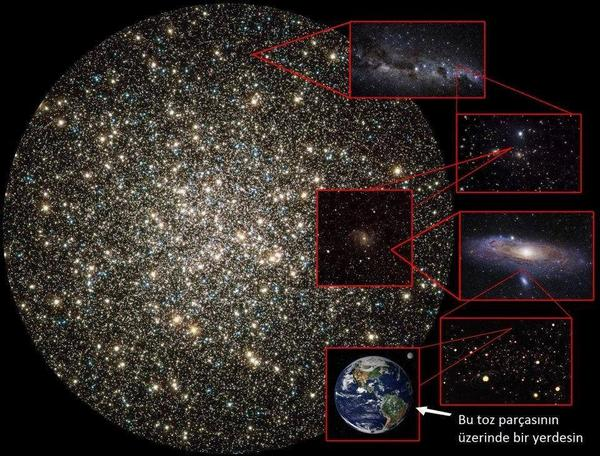 Bu toz parçasının
üzerinde bir yerdesin